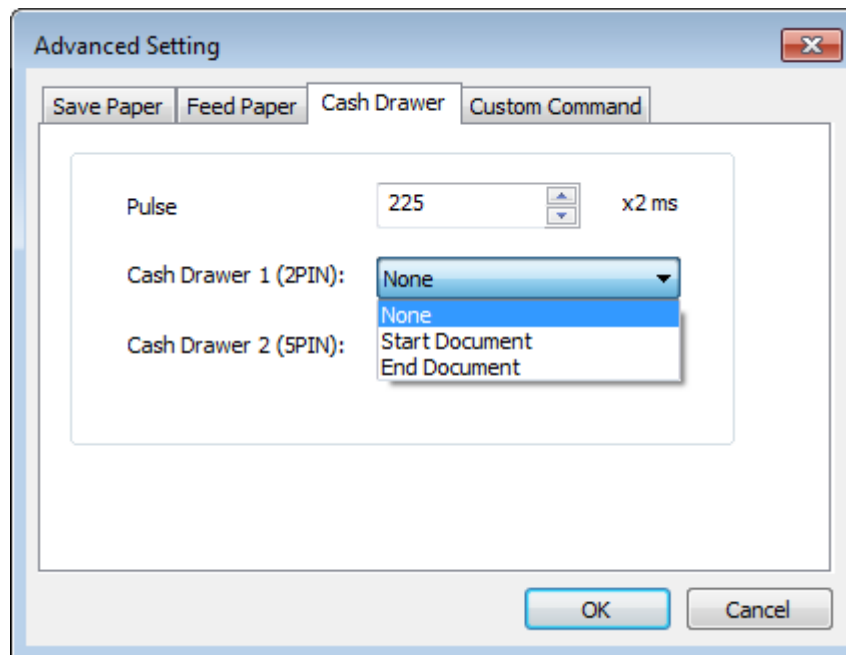 Advanced Setting
Save Paper Feed Paper Cash Drawer Custom Command
Pulse 225 x2 ms
Cash Drawer 1 (2PIN): None
None
Start Document
Cash Drawer 2 (5PIN):
End Document
OK Cancel